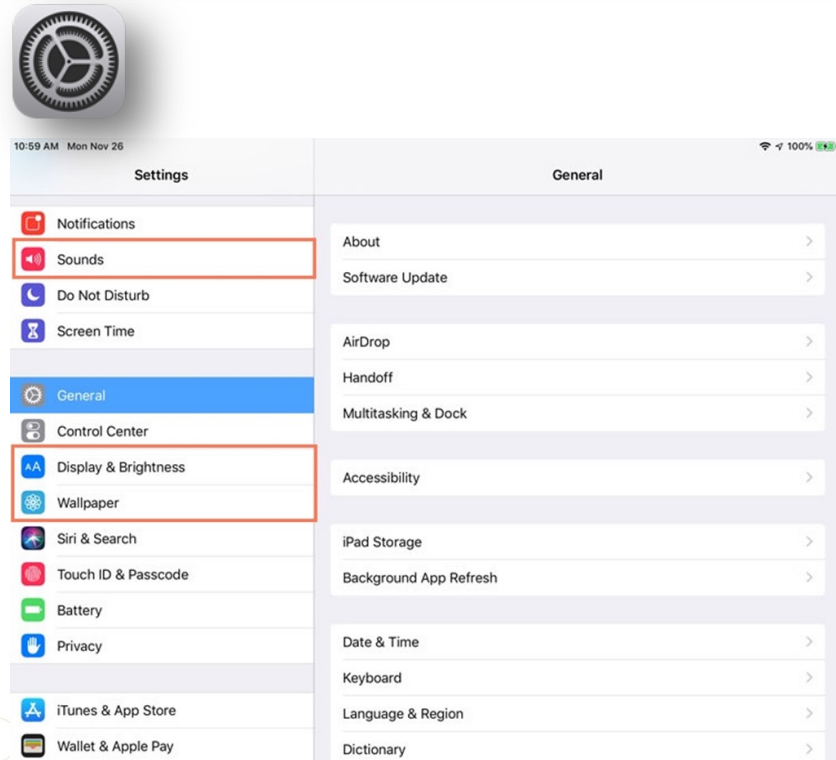 10:59 AM Mon Nov 26
100%
Settings
General
Notifications
Sounds
Do Not Disturb
Screen Time
General
Control Center
AA Display & Brightness
Wallpaper
Siri & Search
Touch ID & Passcode
Battery
Privacy
iTunes & App Store
Wallet & Apple Pay
About
Software Update
AirDrop
Handoff
Multitasking & Dock
Accessibility
iPad Storage
Background App Refresh
Date & Time
Keyboard
Language & Region
Dictionary